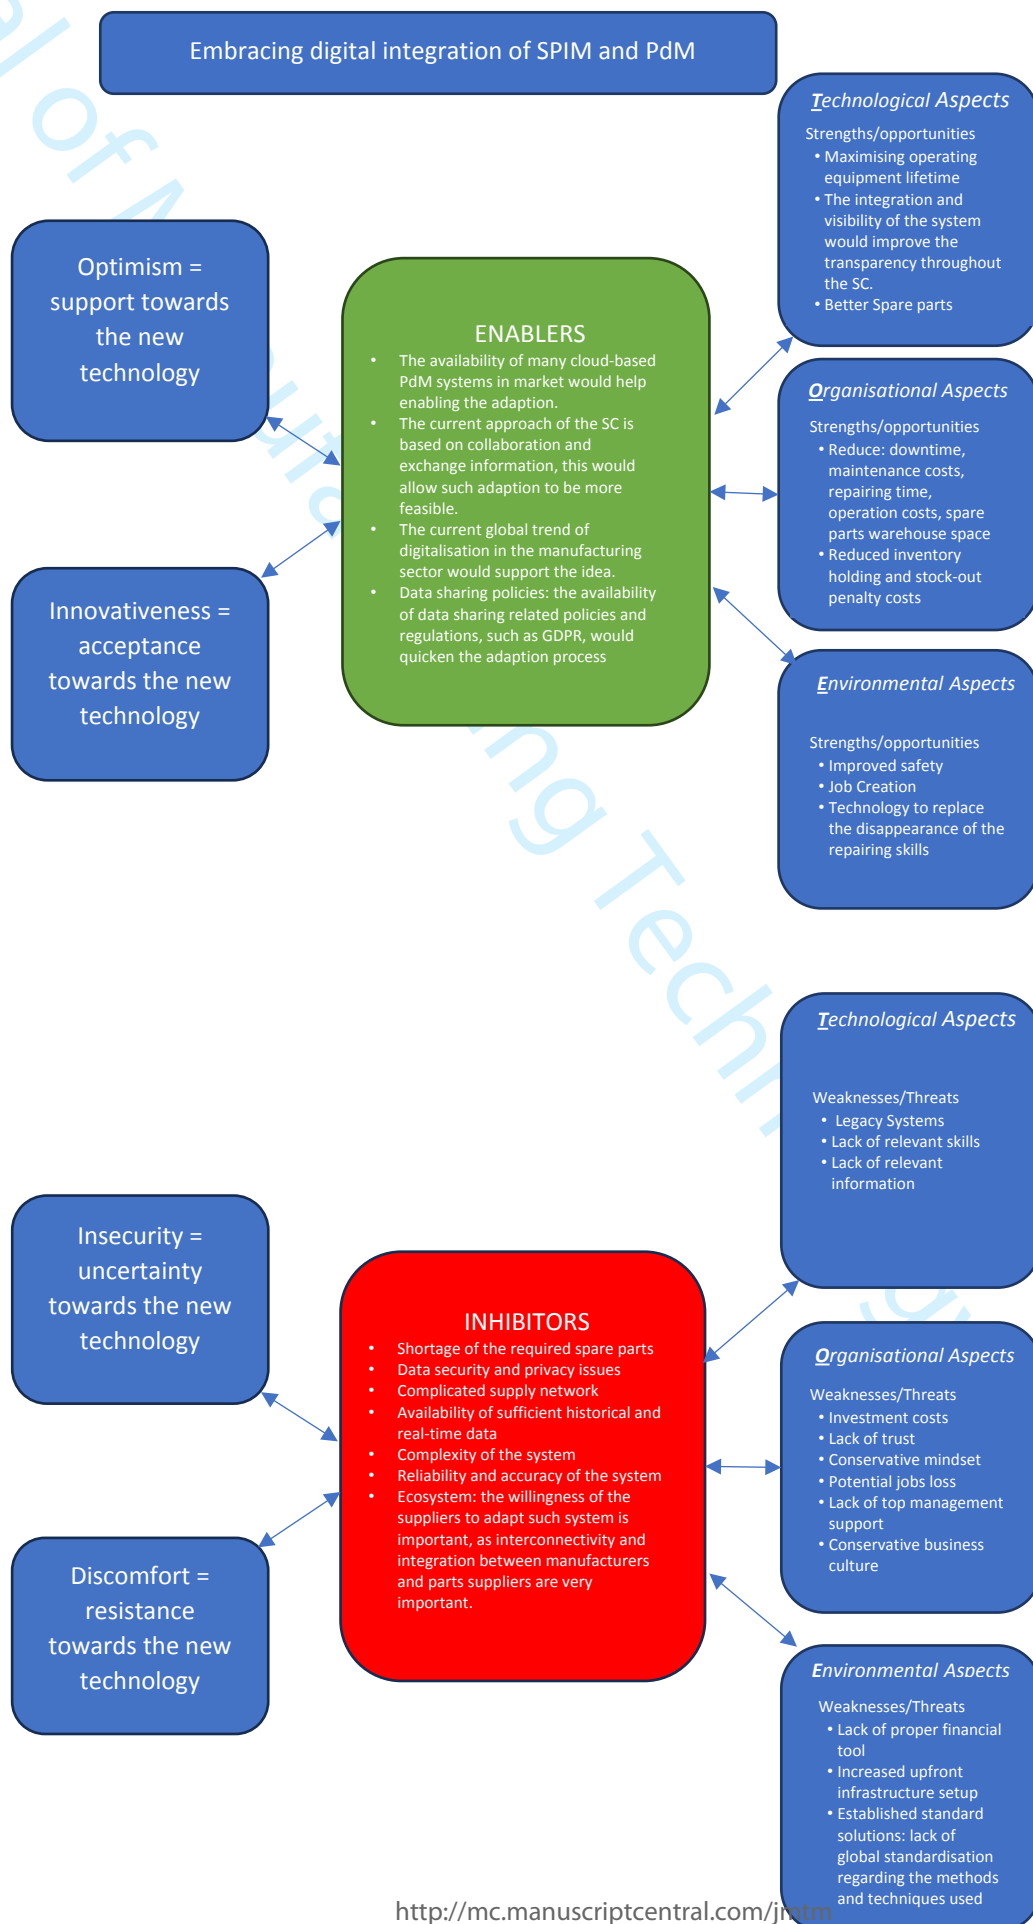 Embracing digital integration of SPIM and PdM
Technological Aspects
Strengths/opportunities
• Maximising operating
equipment lifetime
• The integration and
visibility of the system
would improve the
transparency throughout
the SC.
• Better Spare parts
Optimism =
support towards
the new
technology
ENABLERS
• The availability of many cloud-based
PdM systems in market would help
enabling the adaption.
• The current approach of the SC is
based on collaboration and
exchange information, this would
allow such adaption to be more
feasible.
• The current global trend of
digitalisation in the manufacturing
sector would support the idea.
• Data sharing policies: the availability
of data sharing related policies and
regulations, such as GDPR, would
quicken the adaption process
Organisational Aspects
Strengths/opportunities
• Reduce: downtime,
maintenance costs,
repairing time,
operation costs, spare
parts warehouse space
• Reduced inventory
holding and stock-out
penalty costs
Innovativeness =
acceptance
towards the new
technology
Environmental Aspects
Strengths/opportunities
• Improved safety
• Job Creation
• Technology to replace
the disappearance of the
repairing skills
Technological Aspects
Weaknesses/Threats
• Legacy Systems
• Lack of relevant skills
• Lack of relevant
information
Insecurity =
uncertainty
towards the new
technology
INHIBITORS
• Shortage of the required spare parts
• Data security and privacy issues
• Complicated supply network
• Availability of sufficient historical and
real-time data
• Complexity of the system
• Reliability and accuracy of the system
• Ecosystem: the willingness of the
suppliers to adapt such system is
important, as interconnectivity and
integration between manufacturers
and parts suppliers are very
important.
Organisational Aspects
Weaknesses/Threats
• Investment costs
• Lack of trust
• Conservative mindset
• Potential jobs loss
• Lack of top management
support
• Conservative business
culture
Discomfort =
resistance
towards the new
technology
Environmental Aspects
Weaknesses/Threats
• Lack of proper financial
tool
• Increased upfront
infrastructure setup
• Established standard
solutions: lack of
global standardisation
regarding the methods
and techniques used
http://mc.manuscriptcentral.com/jmtm